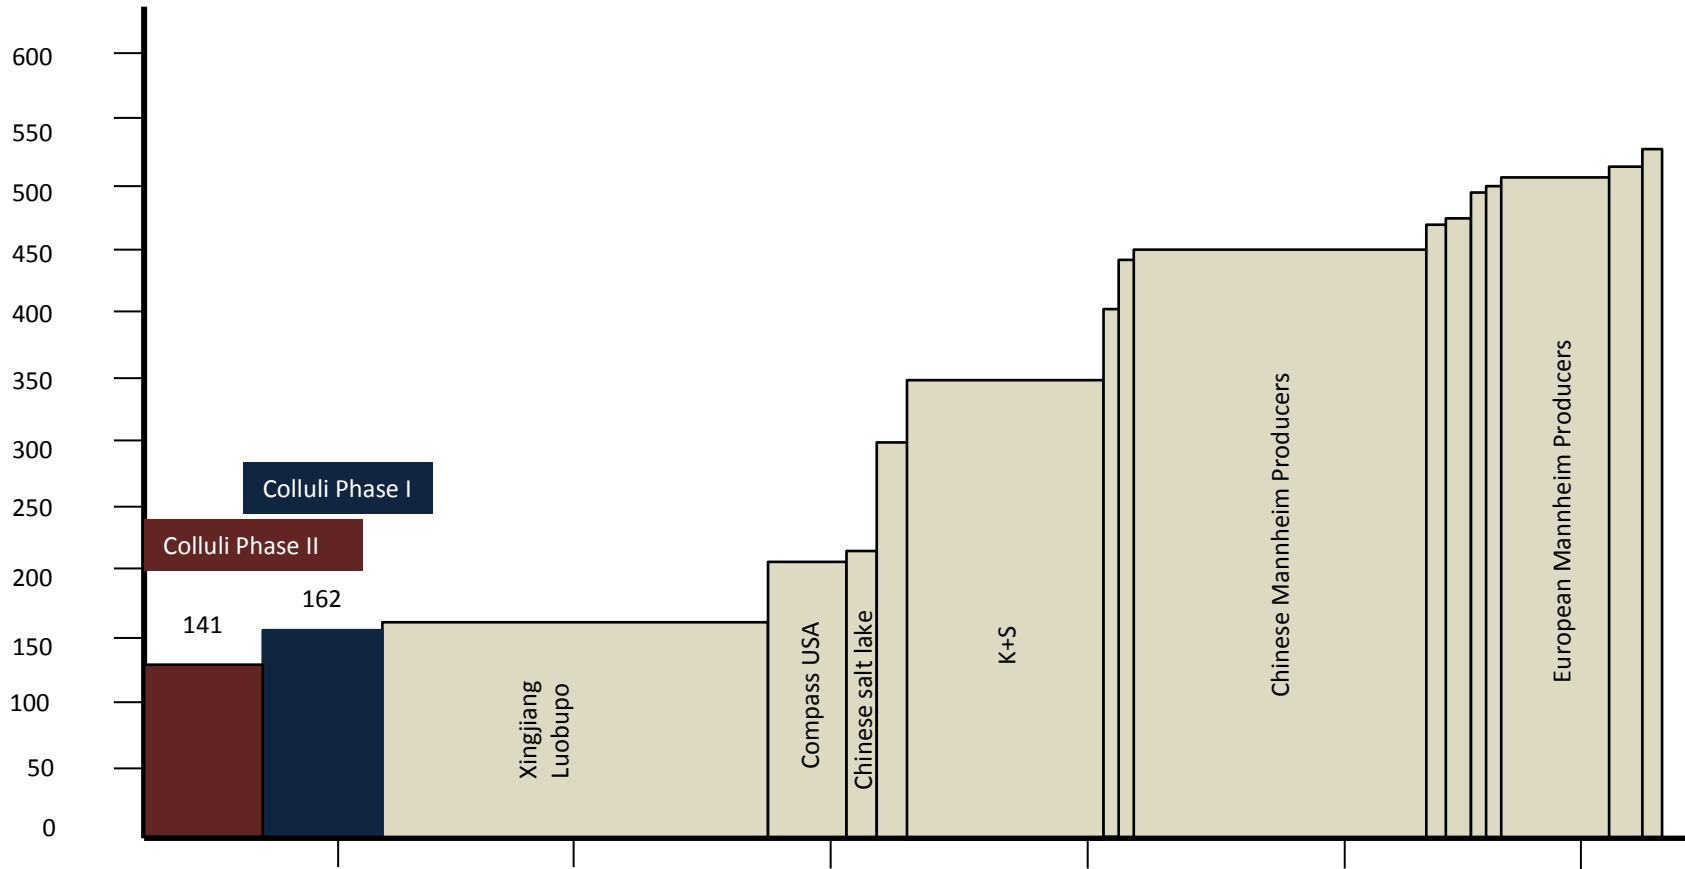 600
550
500
450
400
350
300
250
200
150
100
50
0
Colluli Phase I
Colluli Phase II
141
162
Xingjiang
Luobupo
Compass USA
Chinese salt lake
K+S
Chinese Mannheim Producers
European Mannheim Producers